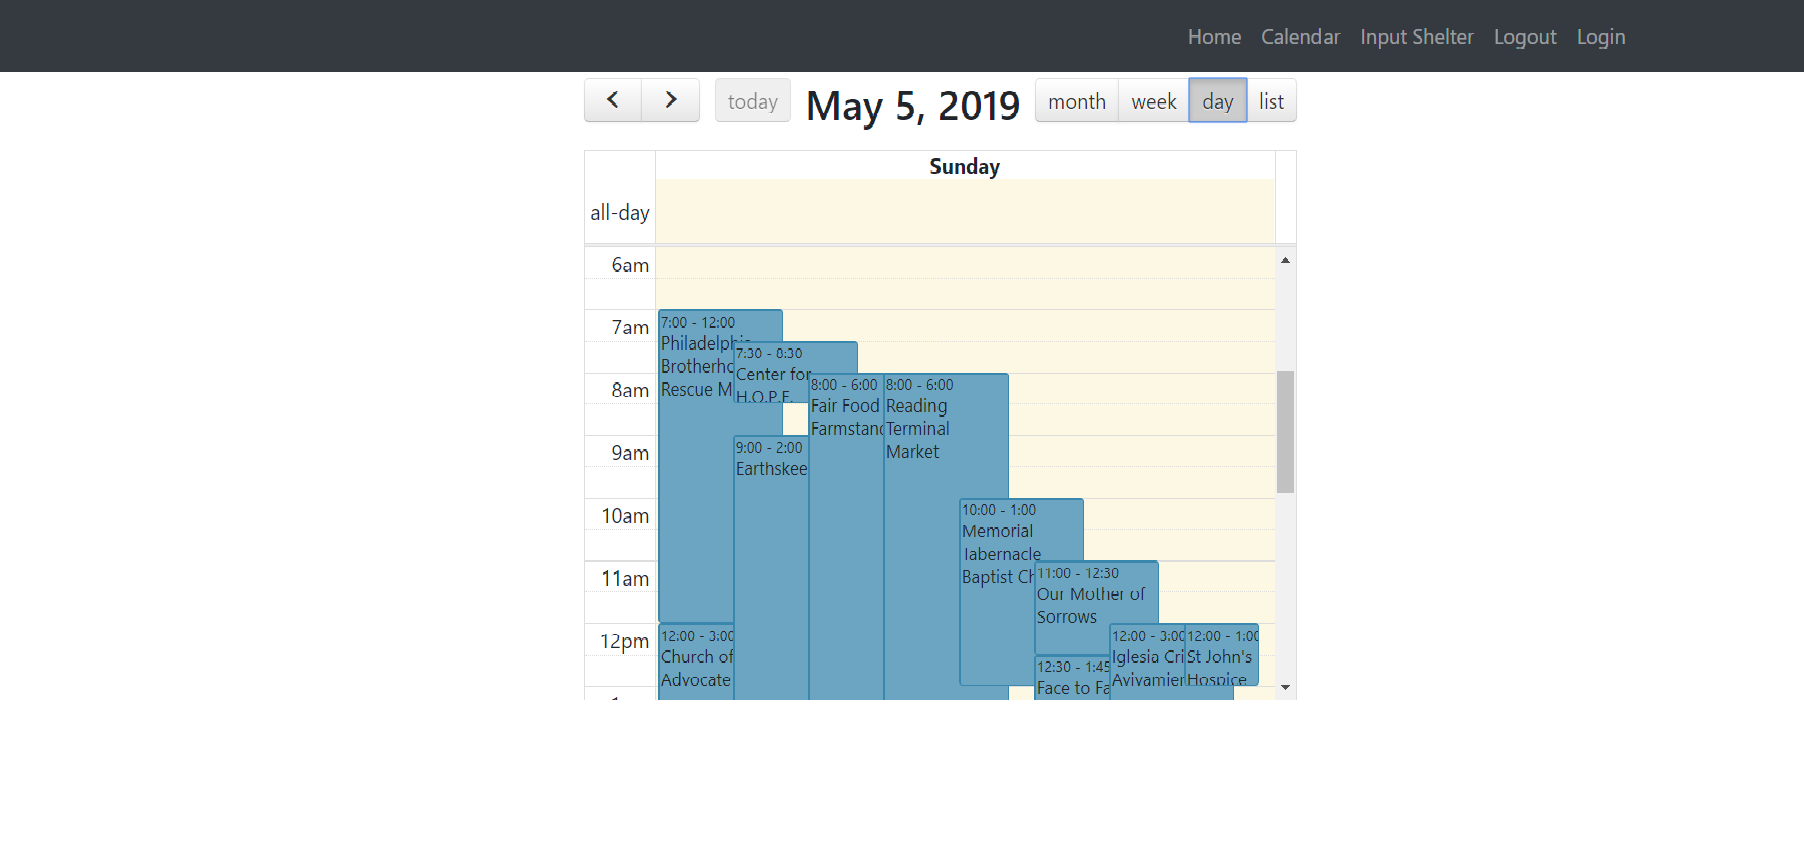 Home Calendar Input Shelter Logout Login
today May 5, 2019 month week day list
Sunday
all-day
6am
7am
8am
9am
10am
11am
12pm
7:00 - 12:00
Rescue M
7:30 - 8:30
Center for
H.O.P.E.
8:00 - 6:00
Fair Food
Farmstand
8:00 - 6:00
Reading
Terminal
Market
9:00 - 2:00
Earthskee
10:00 - 1:00
Memorial
Tabernacle
Baptist Ch
11:00 - 12:30
Our Mother of
Sorrows
12:00 - 3:00
Church of
Advocate
12:30 - 1:45
Face to Fa
12:00 - 3:00
Iglesia Cri
Avivamien
12:00 - 1:00
St John's
Hospice